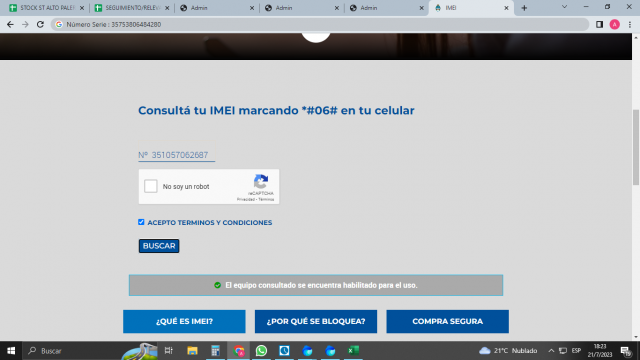 STOCK ST ALTO PALE
SEGUIMIENTO/RELEV
Admin
Admin
Admin
IMEI
Número Serie : 35753806484280
A
Consultá tu IMEI marcando *#06# en tu celular
Nº 351057062687
No soy un robot
reCAPTCHA
Privacidad - Términos
ACEPTO TERMINOS Y CONDICIONES
BUSCAR
El equipo consultado se encuentra habilitado para el uso.
¿QUÉ ES IMEI?
¿POR QUÉ SE BLOQUEA?
COMPRA SEGURA
Buscar
21°C Nublado
ESP
18:23
21/7/2023